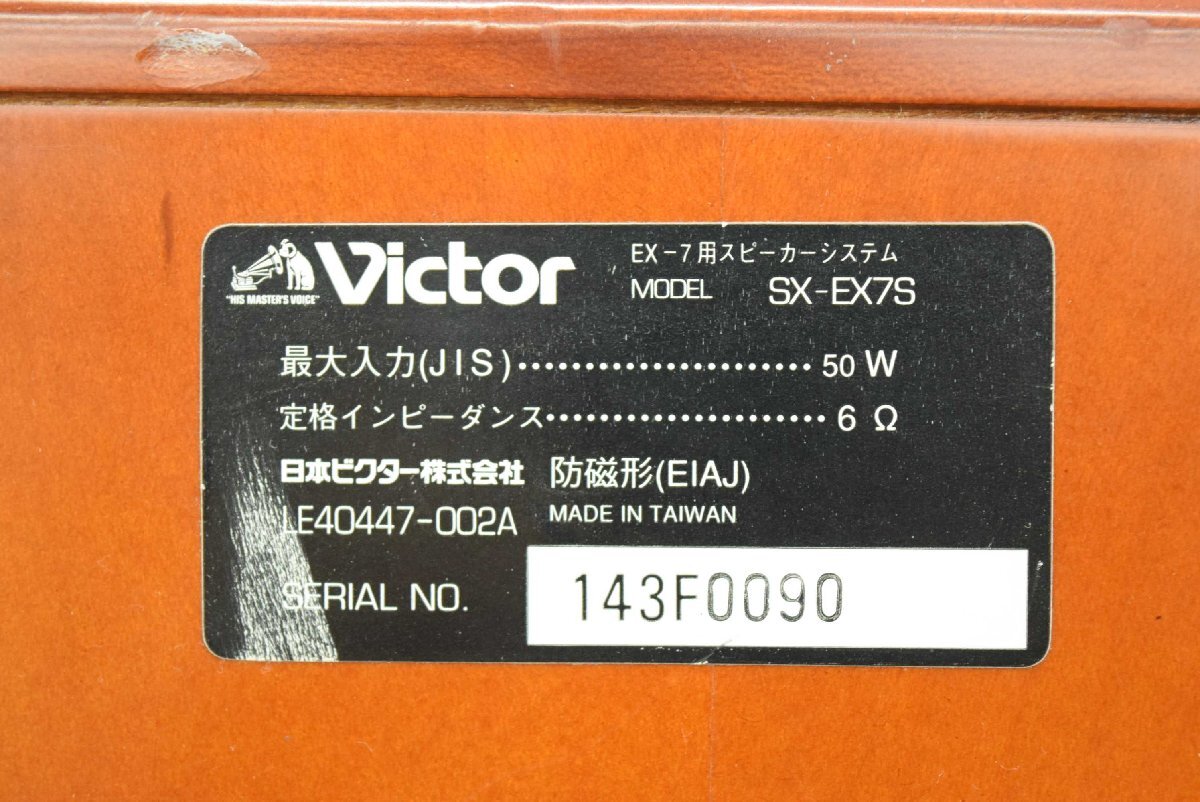 "HIS MASTER'S VOICE"
Victor
EX-7用スピーカーシステム
MODEL SX-EX7S
最大入力(JIS)······················ 50 W
定格インピーダンス····················· 6 Ω
日本ビクター株式会社 防磁形(EIAJ)
LE40447-002A MADE IN TAIWAN
SERIAL NO. 143F0090